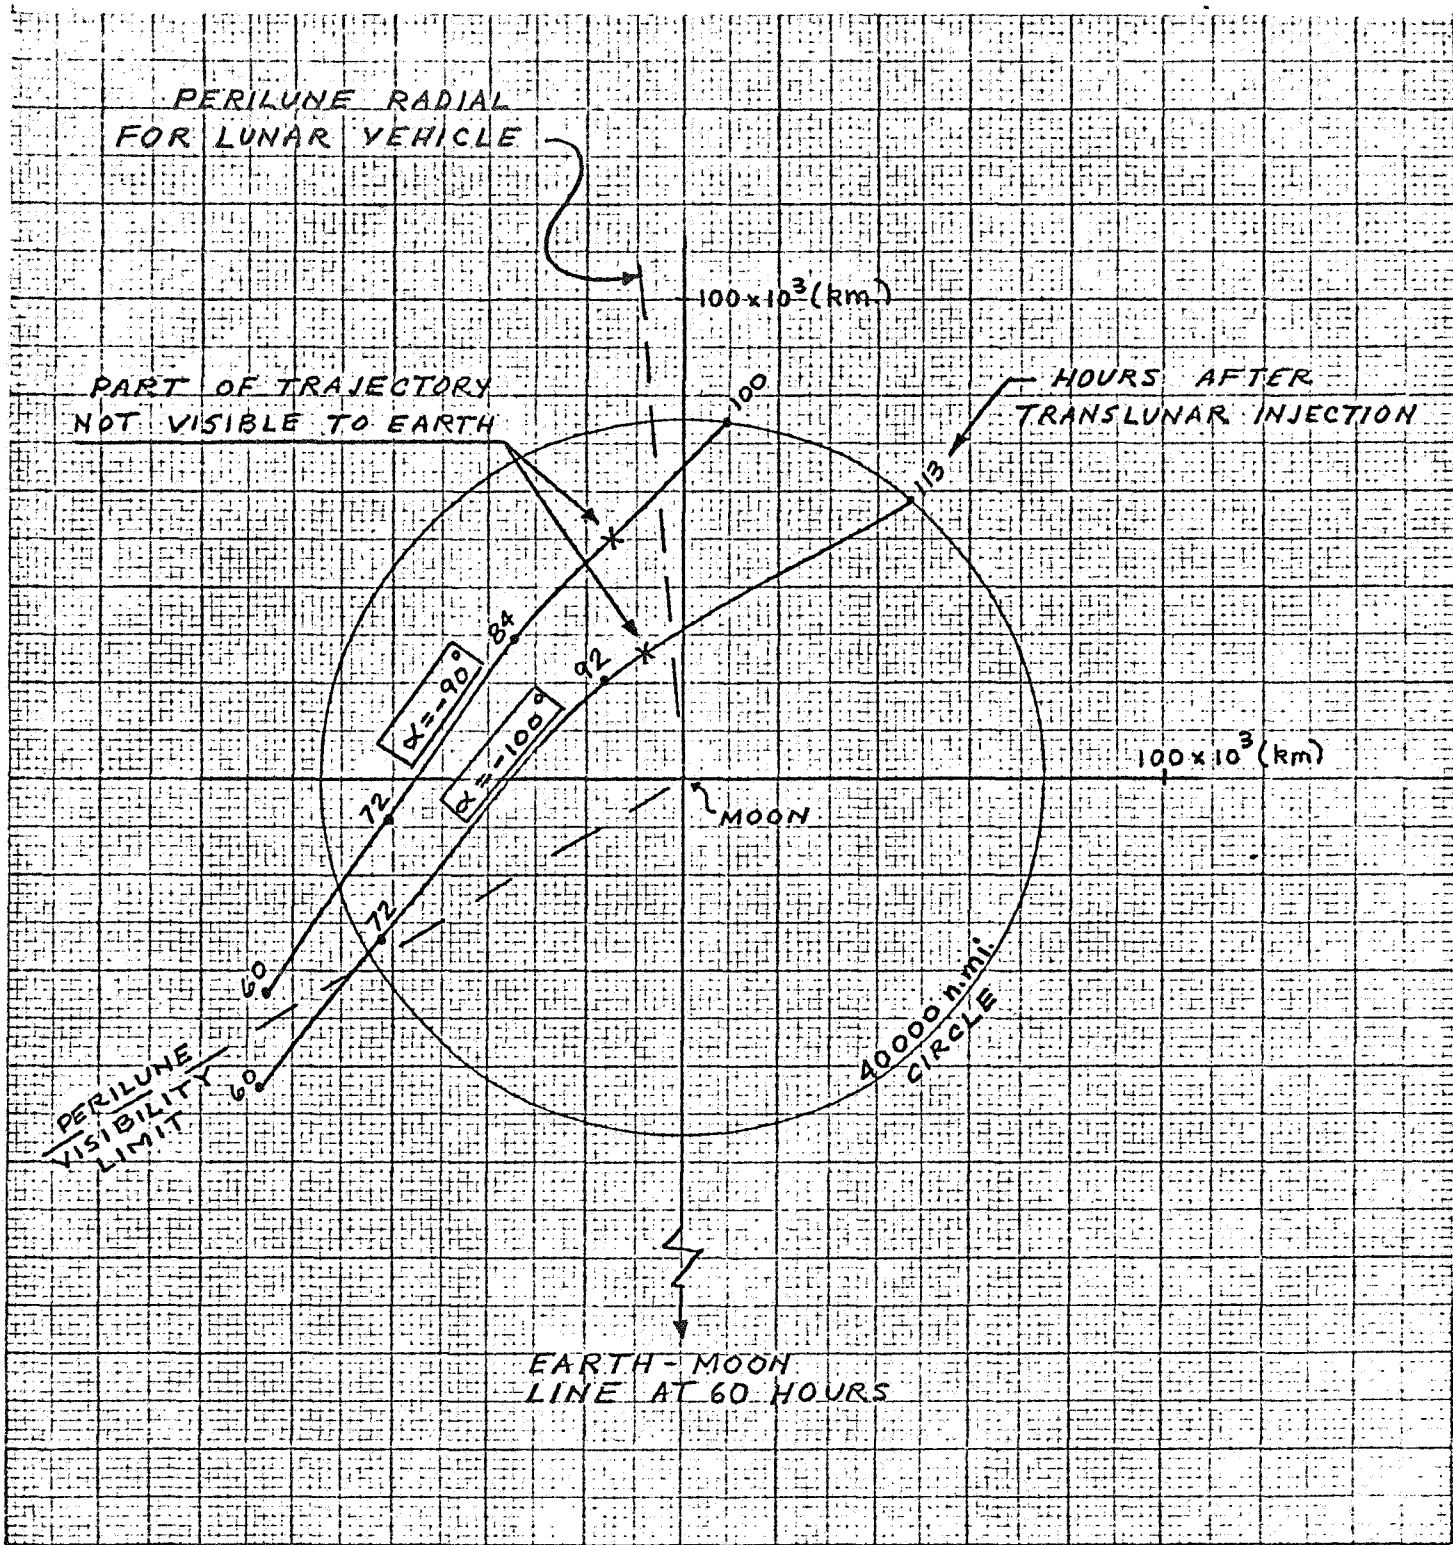 PERILUNE RADIAL
FOR LUNAR VEHICLE
100 x 10³ (km.)
PART OF TRAJECTORY
NOT VISIBLE TO EARTH
100
HOURS AFTER
TRANSLUNAR INJECTION
113
84
92
α = -90°
α = -100°
72
100 x 10³ (km)
MOON
72
60
60
PERILUNE
VISIBILITY
LIMIT
40000 n.mi.
CIRCLE
EARTH - MOON
LINE AT 60 HOURS